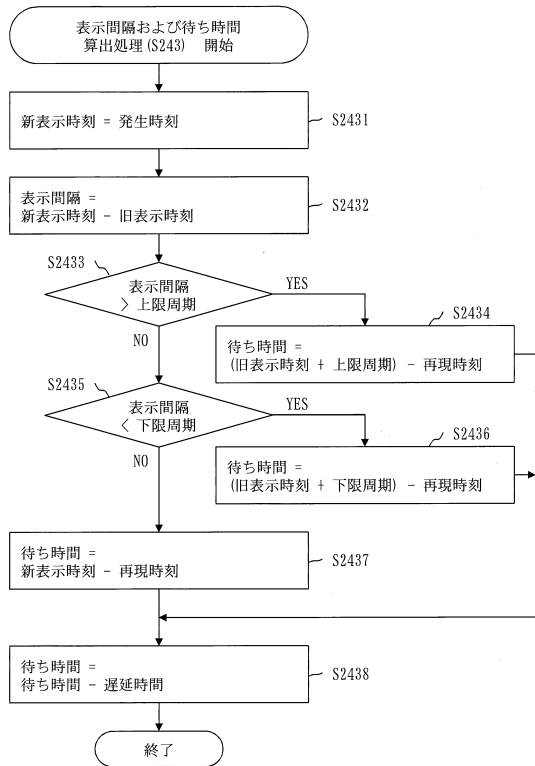 表示間隔および待ち時間
算出処理(S243) 開始
新表示時刻 = 発生時刻
S2431
表示間隔 =
新表示時刻 - 旧表示時刻
S2432
S2433
表示間隔
> 上限周期
YES
NO
S2434
待ち時間 =
(旧表示時刻 + 上限周期) - 再現時刻
S2435
表示間隔
< 下限周期
YES
NO
S2436
待ち時間 =
(旧表示時刻 + 下限周期) - 再現時刻
待ち時間 =
新表示時刻 - 再現時刻
S2437
待ち時間 =
待ち時間 - 遅延時間
S2438
終了